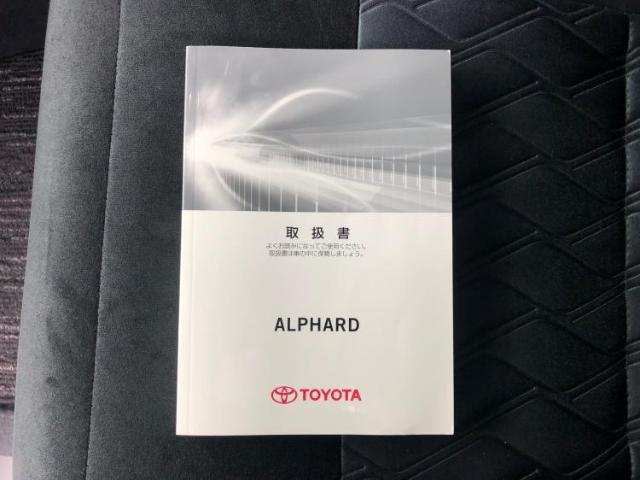 取扱書
よくお読みになってご使用ください。
取扱書は車の中に保管しましょう。
ALPHARD
TOYOTA